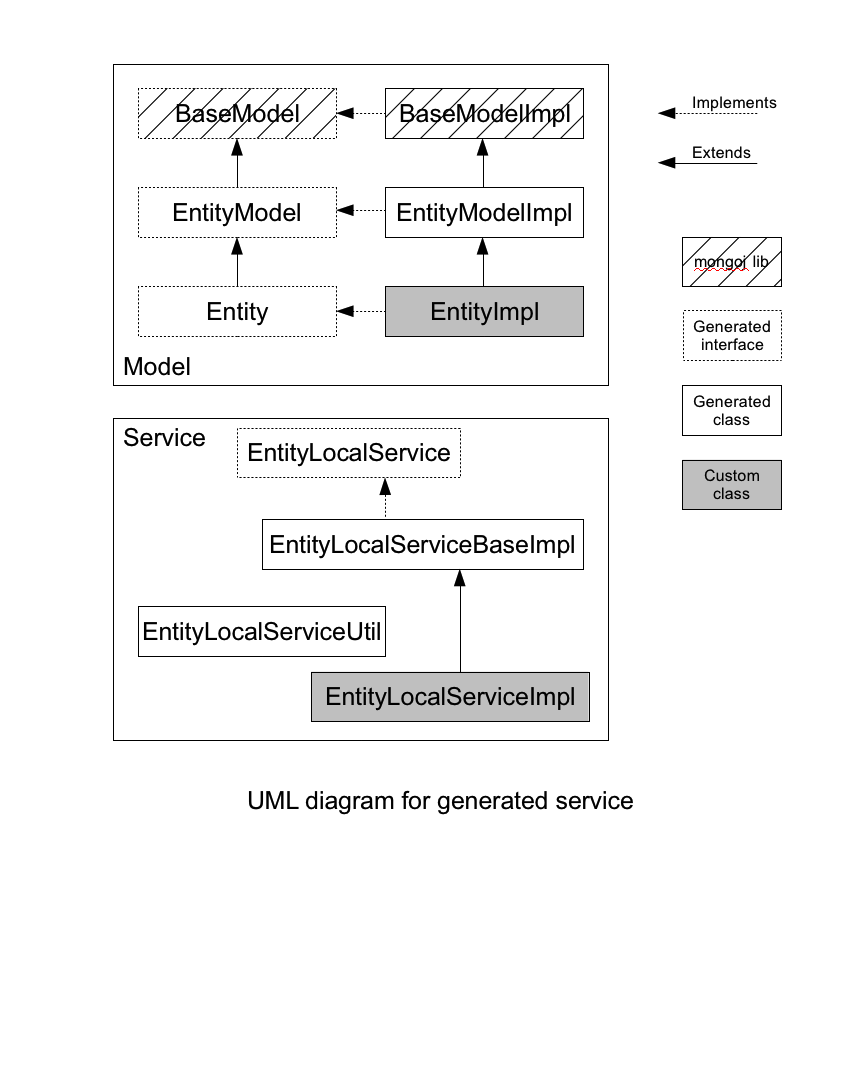 BaseModel
BaseModelImpl
EntityModel
EntityModelImpl
Entity
EntityImpl
Model
Implements
Extends
mongoj lib
Generated
interface
Generated
class
Custom
class
Service
EntityLocalService
EntityLocalServiceBaseImpl
EntityLocalServiceUtil
EntityLocalServiceImpl
UML diagram for generated service